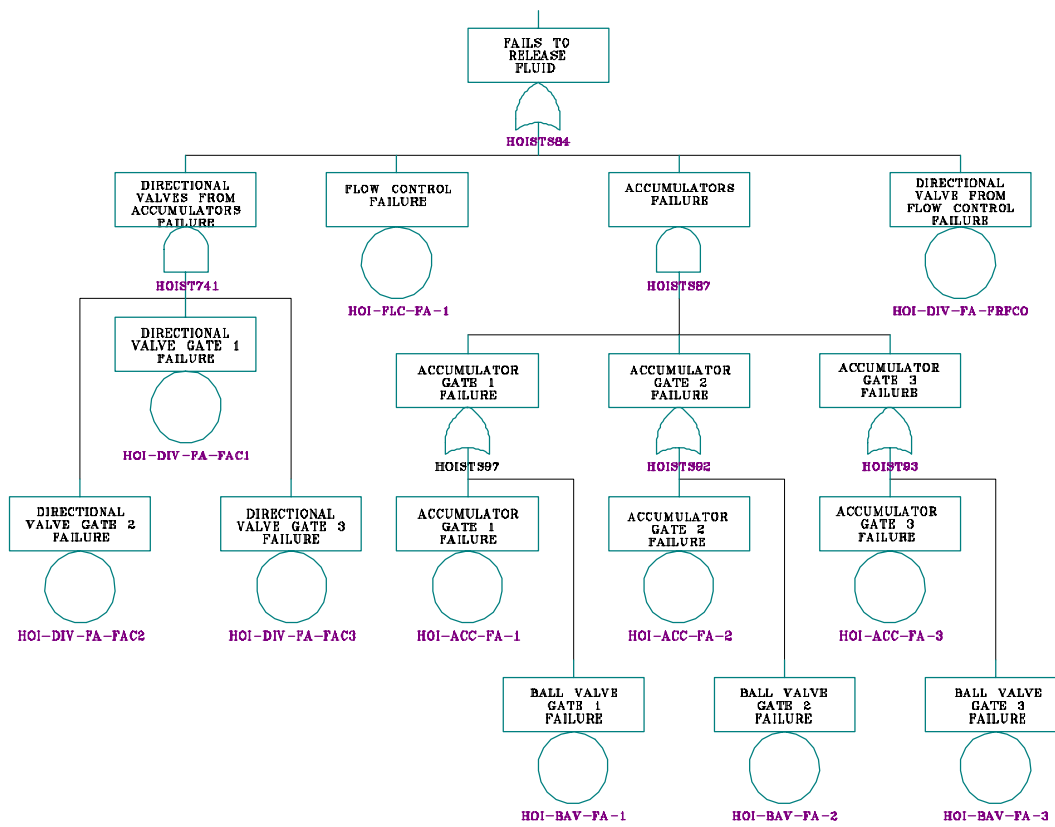 FAILS TO
RELEASE
FLUID
HOISTS84
DIRECTIONAL
VALVES FROM
ACCUMULATORS
FAILURE
HOIST741
FLOW CONTROL
FAILURE
HOI-FLC-FA-1
ACCUMULATORS
FAILURE
HOISTS87
DIRECTIONAL
VALVE FROM
FLOW CONTROL
FAILURE
HOI-DIV-FA-FRFCO
DIRECTIONAL
VALVE GATE 1
FAILURE
HOI-DIV-FA-FAC1
ACCUMULATOR
GATE 1
FAILURE
HOISTS97
ACCUMULATOR
GATE 2
FAILURE
HOISTS92
ACCUMULATOR
GATE 3
FAILURE
HOIST93
DIRECTIONAL
VALVE GATE 2
FAILURE
HOI-DIV-FA-FAC2
DIRECTIONAL
VALVE GATE 3
FAILURE
HOI-DIV-FA-FAC3
ACCUMULATOR
GATE 1
FAILURE
HOI-ACC-FA-1
ACCUMULATOR
GATE 2
FAILURE
HOI-ACC-FA-2
ACCUMULATOR
GATE 3
FAILURE
HOI-ACC-FA-3
BALL VALVE
GATE 1
FAILURE
HOI-BAV-FA-1
BALL VALVE
GATE 2
FAILURE
HOI-BAV-FA-2
BALL VALVE
GATE 3
FAILURE
HOI-BAV-FA-3